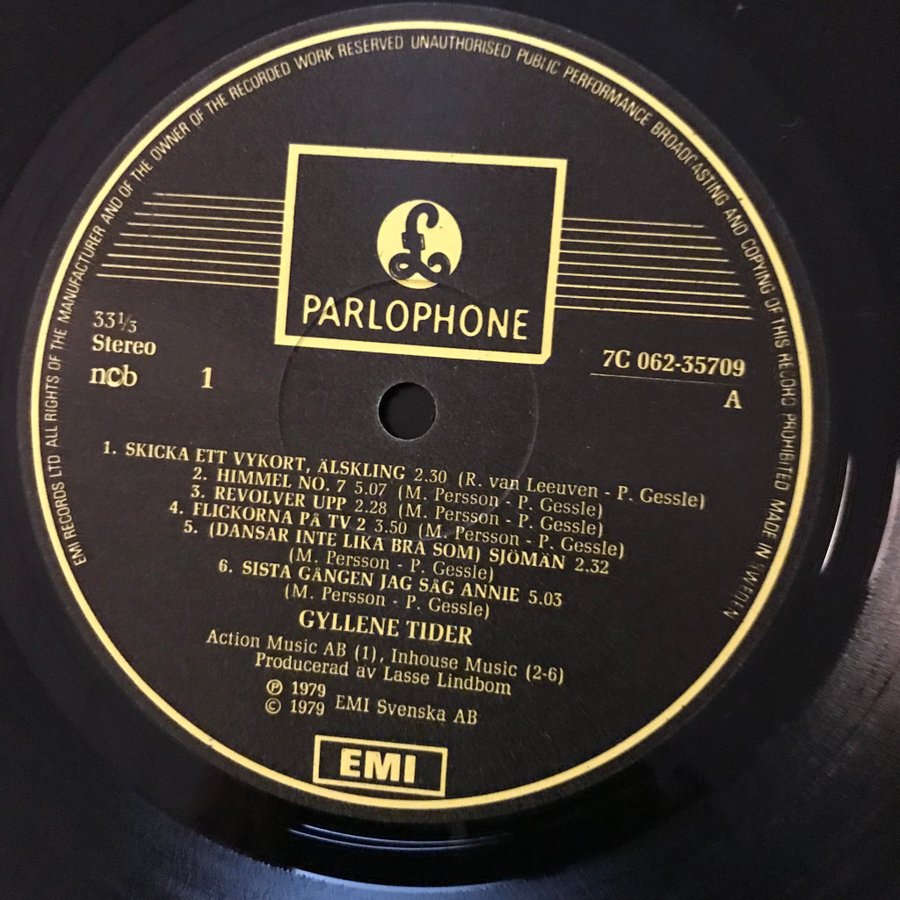 EMI RECORDS LTD ALL RIGHTS OF THE MANUFACTURER AND OF THE OWNER OF THE RECORDED WORK RESERVED UNAUTHORISED PUBLIC PERFORMANCE BROADCASTING AND COPYING OF THIS RECORD PROHIBITED MADE IN SWEDEN
£
PARLOPHONE
33 1/3
Stereo
ncb 1
7C 062-35709
A
1. SKICKA ETT VYKORT, ÄLSKLING 2.30 (R. van Leeuven - P. Gessle)
2. HIMMEL NO. 7 5.07 (M. Persson - P. Gessle)
3. REVOLVER UPP 2.28 (M. Persson - P. Gessle)
4. FLICKORNA PÅ TV 2 3.50 (M. Persson - P. Gessle)
5. (DANSAR INTE LIKA BRA SOM) SJÖMÄN 2.32
(M. Persson - P. Gessle)
6. SISTA GÅNGEN JAG SÅG ANNIE 5.03
(M. Persson - P. Gessle)
GYLLENE TIDER
Action Music AB (1), Inhouse Music (2-6)
Producerad av Lasse Lindbom
℗ 1979
© 1979 EMI Svenska AB
EMI